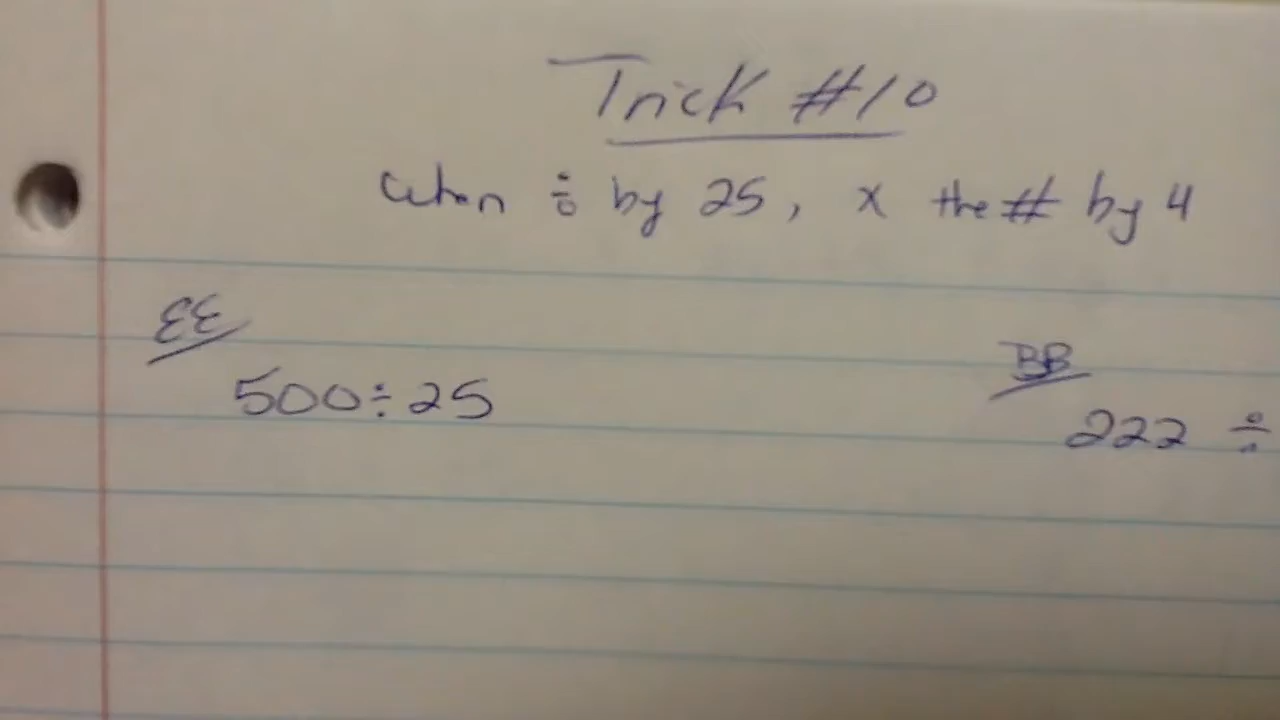 Trick #10
When ÷ by 25, x the # by 4
EE
500÷25
BB
222 ÷